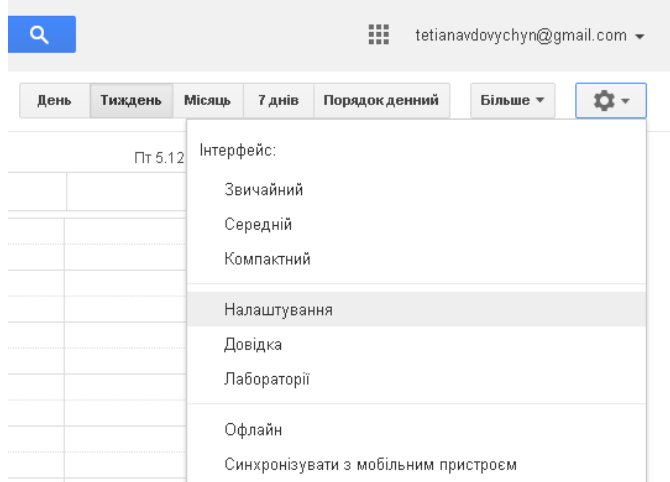 tetianavdovychyn@gmail.com
День Тиждень Місяць 7 днів Порядок денний Більше
Пт 5.12
Інтерфейс:
Звичайний
Середній
Компактний
Налаштування
Довідка
Лабораторії
Офлайн
Синхронізувати з мобільним пристроєм